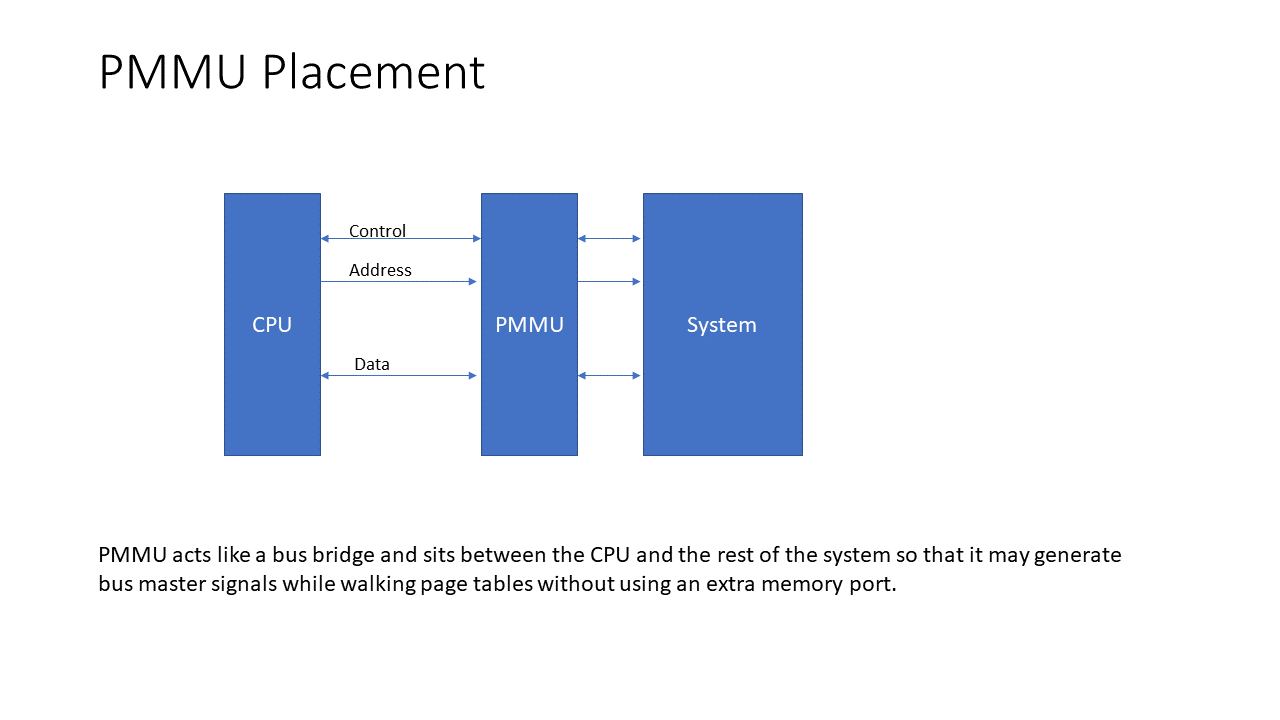 PMMU Placement
Control
Address
CPU
PMMU
System
Data
PMMU acts like a bus bridge and sits between the CPU and the rest of the system so that it may generate
bus master signals while walking page tables without using an extra memory port.